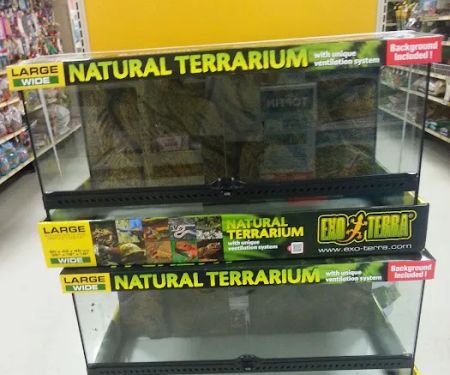 LARGE
WIDE
NATURAL TERRARIUM
with unique
ventilation system
Background
Included !
TOPFIN
LARGE
WIDE
NATURAL
TERRARIUM
with unique
ventilation system
EXO TERRA
www.exo-terra.com
LARGE
WIDE
NATURAL TERRARIUM
with unique
ventilation system
Background
Included !